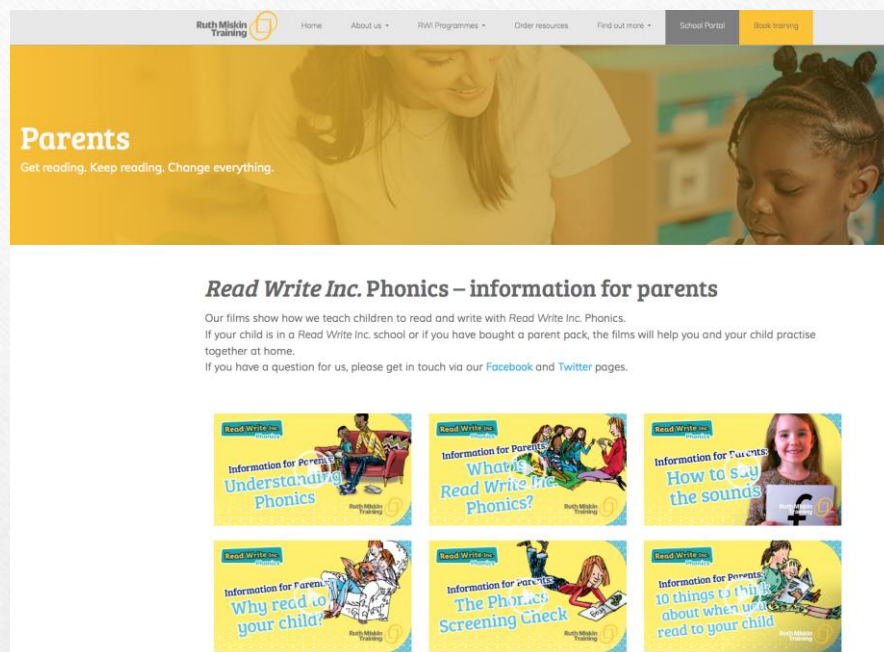 Ruth Miskin
Training
Home
About us
RWI Programmes
Order resources
Find out more
School Portal
Book training
Parents
Get reading. Keep reading. Change everything.
Read Write Inc. Phonics – information for parents
Our films show how we teach children to read and write with Read Write Inc. Phonics.
If your child is in a Read Write Inc. school or if you have bought a parent pack, the films will help you and your child practise
together at home.
If you have a question for us, please get in touch via our Facebook and Twitter pages.
Read Write Inc.
Phonics
Information for Parents:
Understanding
Phonics
Ruth Miskin
Training
Read Write Inc.
Phonics
Information for Parents:
What is
Read Write Inc.
Phonics?
Ruth Miskin
Training
Read Write Inc.
Phonics
Information for Parents:
How to say
the sounds
f
Ruth Miskin
Training
Read Write Inc.
Phonics
Information for Parents:
Why read to
your child?
Ruth Miskin
Training
Read Write Inc.
Phonics
Information for Parents:
The Phonics
Screening Check
Ruth Miskin
Training
Read Write Inc.
Phonics
Information for Parents:
10 things to think
about when you
read to your child
Ruth Miskin
Training